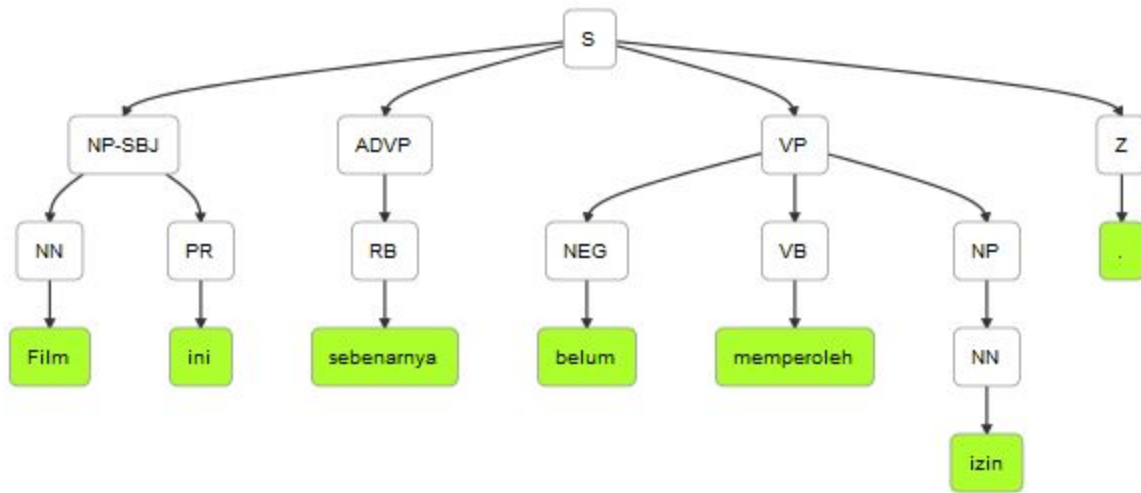 S
NP-SBJ ADVP VP Z
NN PR RB NEG VB NP .
Film ini sebenarnya belum memperoleh NN
izin